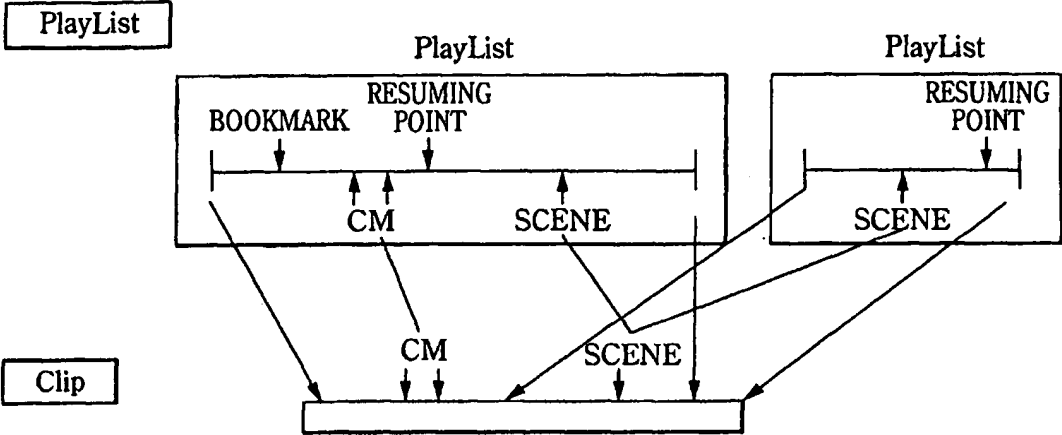 PlayList
PlayList
PlayList
BOOKMARK
RESUMING
POINT
RESUMING
POINT
CM
SCENE
SCENE
CM
SCENE
Clip